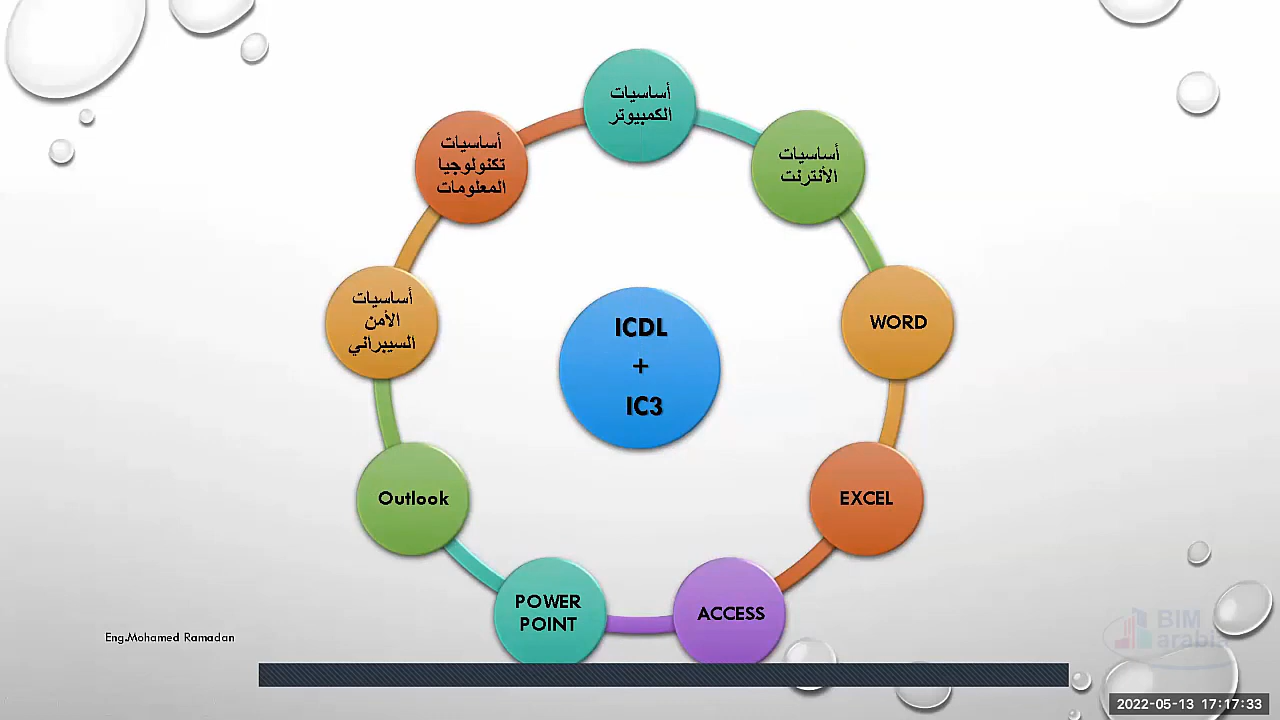 أساسيات
الكمبيوتر
أساسيات
الأنترنت
WORD
EXCEL
ACCESS
POWER
POINT
Outlook
أساسيات
الأمن
السيبراني
أساسيات
تكنولوجيا
المعلومات
ICDL
+
IC3
Eng.Mohamed Ramadan
BIM
arabia
2022-05-13 17:17:33